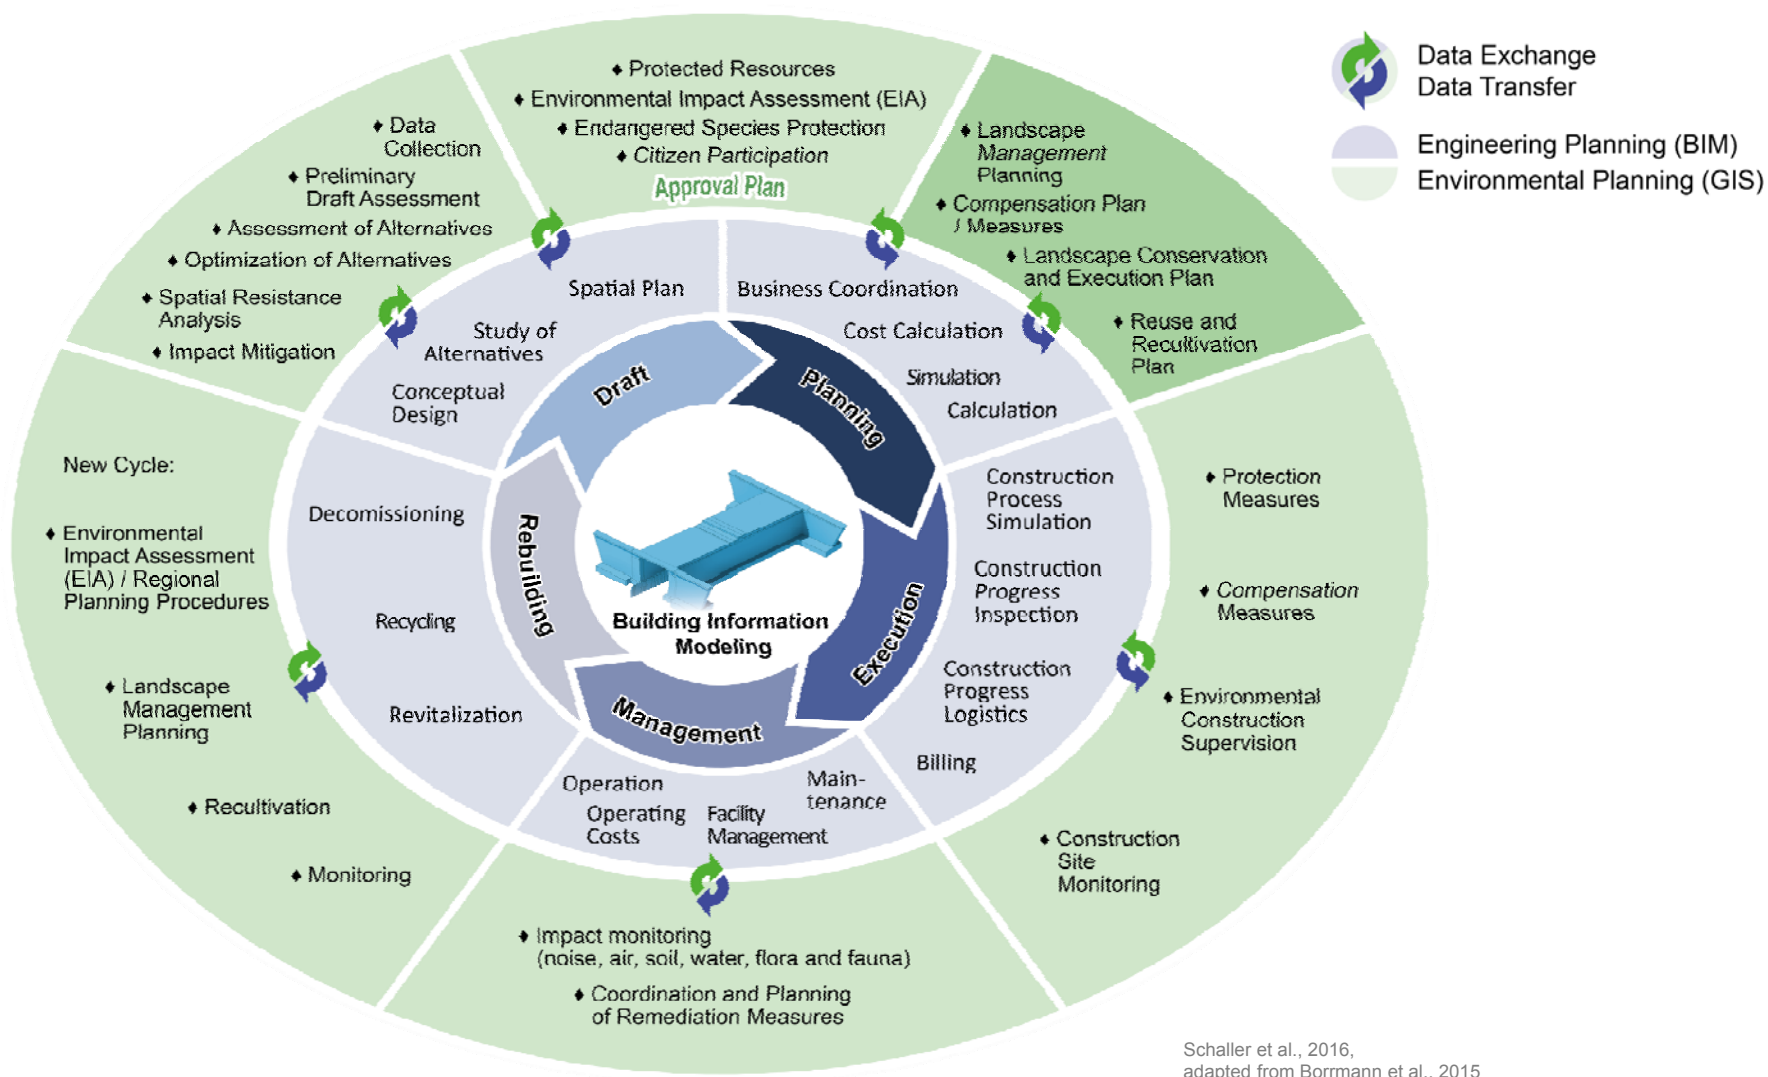 Data Exchange
Data Transfer
Engineering Planning (BIM)
Environmental Planning (GIS)
♦ Protected Resources
♦ Environmental Impact Assessment (EIA)
♦ Endangered Species Protection
♦ Citizen Participation
Approval Plan
♦ Data
Collection
♦ Preliminary
Draft Assessment
♦ Assessment of Alternatives
♦ Optimization of Alternatives
♦ Spatial Resistance
Analysis
♦ Impact Mitigation
♦ Landscape
Management
Planning
♦ Compensation Plan
/ Measures
♦ Landscape Conservation
and Execution Plan
♦ Reuse and
Recultivation
Plan
Spatial Plan
Study of
Alternatives
Conceptual
Design
Business Coordination
Cost Calculation
Simulation
Calculation
Draft
Planning
Execution
Management
Rebuilding
Building Information
Modeling
Construction
Process
Simulation
Construction
Progress
Inspection
Construction
Progress
Logistics
Billing
♦ Protection
Measures
♦ Compensation
Measures
♦ Environmental
Construction
Supervision
♦ Construction
Site
Monitoring
Main-
tenance
Facility
Management
Operation
Operating
Costs
♦ Impact monitoring
(noise, air, soil, water, flora and fauna)
♦ Coordination and Planning
of Remediation Measures
Decomissioning
Recycling
Revitalization
New Cycle:
♦ Environmental
Impact Assessment
(EIA) / Regional
Planning Procedures
♦ Landscape
Management
Planning
♦ Recultivation
♦ Monitoring
Schaller et al., 2016,
adapted from Borrmann et al., 2015